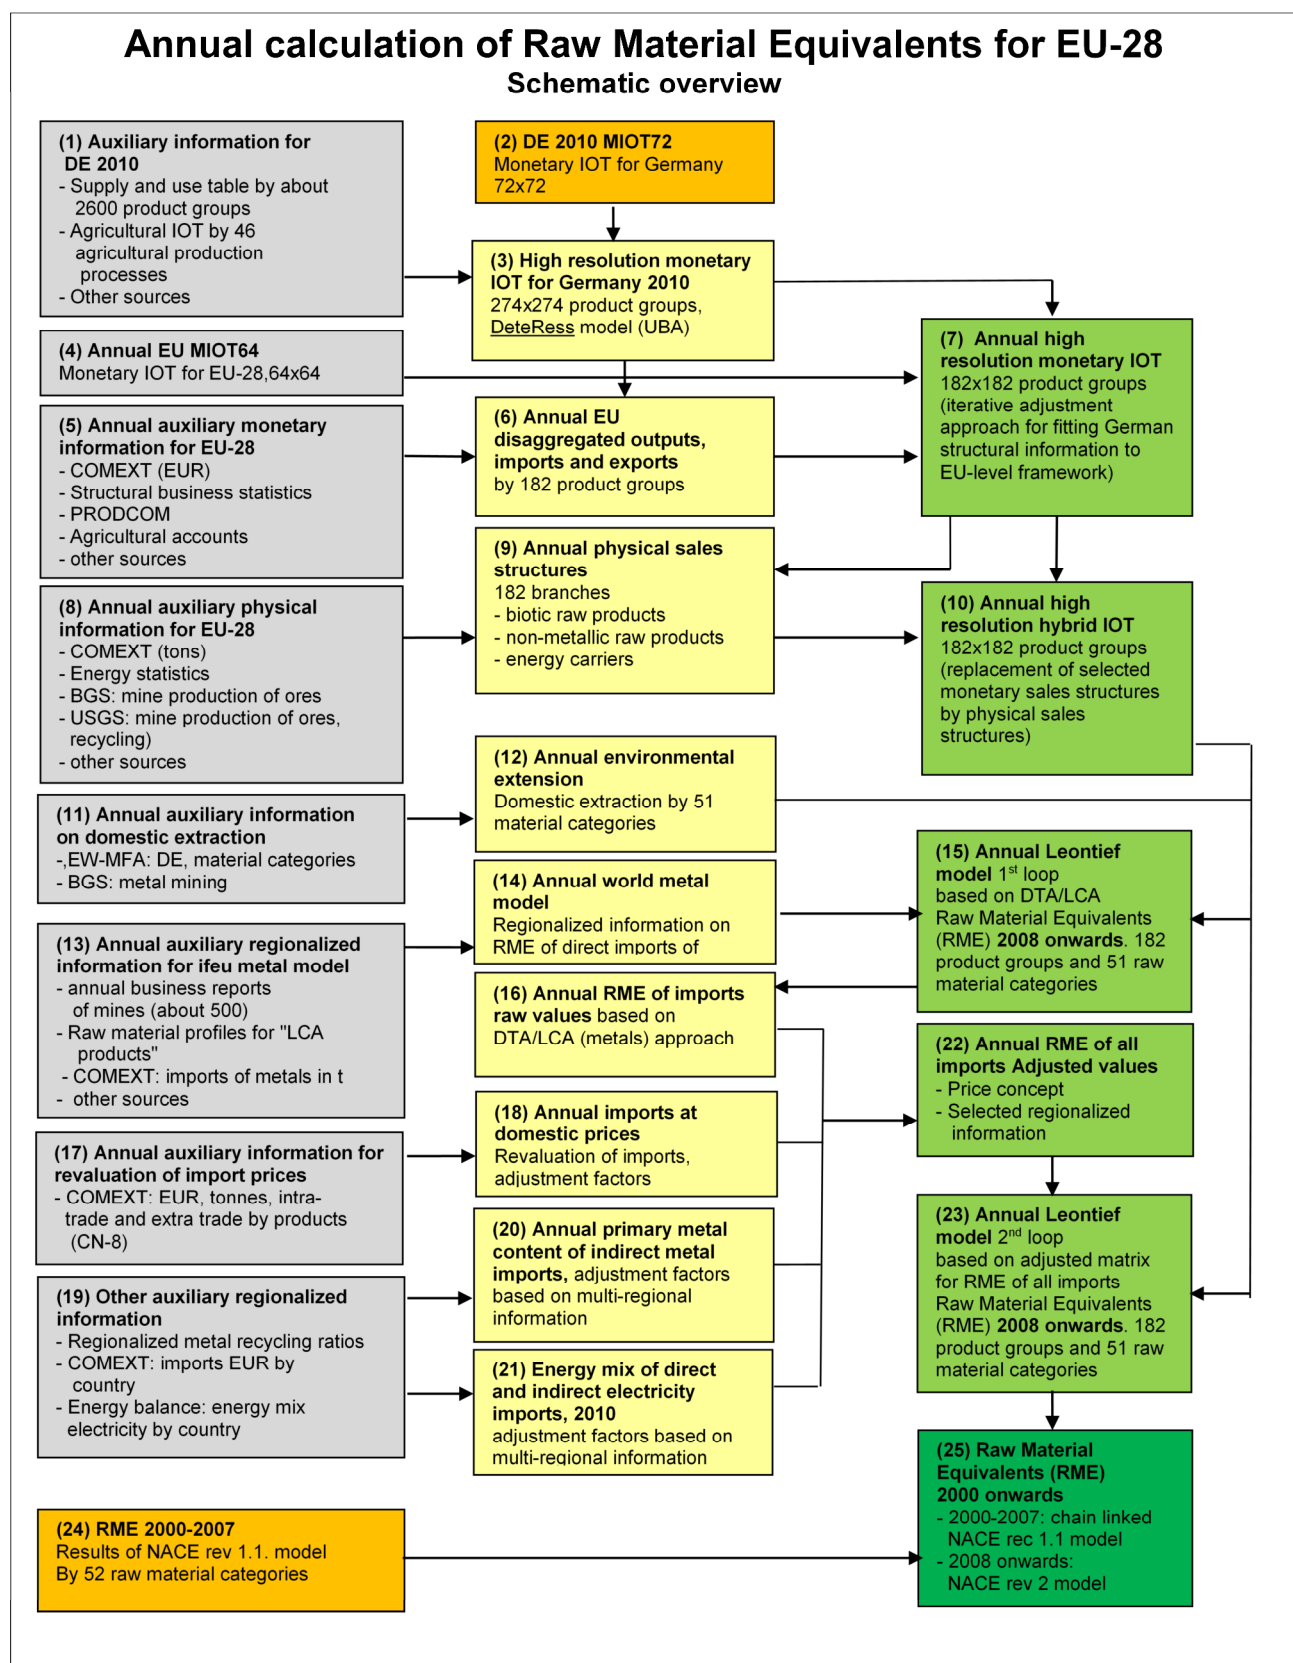 Annual calculation of Raw Material Equivalents for EU-28
Schematic overview
(1) Auxiliary information for
DE 2010
- Supply and use table by about
2600 product groups
- Agricultural IOT by 46
agricultural production
processes
- Other sources
(2) DE 2010 MIOT72
Monetary IOT for Germany
72x72
(3) High resolution monetary
IOT for Germany 2010
274x274 product groups,
DeteRess model (UBA)
(4) Annual EU MIOT64
Monetary IOT for EU-28,64x64
(5) Annual auxiliary monetary
information for EU-28
- COMEXT (EUR)
- Structural business statistics
- PRODCOM
- Agricultural accounts
- other sources
(6) Annual EU
disaggregated outputs,
imports and exports
by 182 product groups
(7) Annual high
resolution monetary IOT
182x182 product groups
(iterative adjustment
approach for fitting German
structural information to
EU-level framework)
(8) Annual auxiliary physical
information for EU-28
- COMEXT (tons)
- Energy statistics
- BGS: mine production of ores
- USGS: mine production of ores,
recycling)
- other sources
(9) Annual physical sales
structures
182 branches
- biotic raw products
- non-metallic raw products
- energy carriers
(10) Annual high
resolution hybrid IOT
182x182 product groups
(replacement of selected
monetary sales structures
by physical sales
structures)
(11) Annual auxiliary information
on domestic extraction
-,EW-MFA: DE, material categories
- BGS: metal mining
(12) Annual environmental
extension
Domestic extraction by 51
material categories
(13) Annual auxiliary regionalized
information for ifeu metal model
- annual business reports
of mines (about 500)
- Raw material profiles for "LCA
products"
- COMEXT: imports of metals in t
- other sources
(14) Annual world metal
model
Regionalized information on
RME of direct imports of
(15) Annual Leontief
model 1st loop
based on DTA/LCA
Raw Material Equivalents
(RME) 2008 onwards. 182
product groups and 51 raw
material categories
(16) Annual RME of imports
raw values based on
DTA/LCA (metals) approach
(17) Annual auxiliary information for
revaluation of import prices
- COMEXT: EUR, tonnes, intra-
trade and extra trade by products
(CN-8)
(18) Annual imports at
domestic prices
Revaluation of imports,
adjustment factors
(19) Other auxiliary regionalized
information
- Regionalized metal recycling ratios
- COMEXT: imports EUR by
country
- Energy balance: energy mix
electricity by country
(20) Annual primary metal
content of indirect metal
imports, adjustment factors
based on multi-regional
information
(21) Energy mix of direct
and indirect electricity
imports, 2010
adjustment factors based on
multi-regional information
(22) Annual RME of all
imports Adjusted values
- Price concept
- Selected regionalized
information
(23) Annual Leontief
model 2nd loop
based on adjusted matrix
for RME of all imports
Raw Material Equivalents
(RME) 2008 onwards. 182
product groups and 51 raw
material categories
(24) RME 2000-2007
Results of NACE rev 1.1. model
By 52 raw material categories
(25) Raw Material
Equivalents (RME)
2000 onwards
- 2000-2007: chain linked
NACE rec 1.1 model
- 2008 onwards:
NACE rev 2 model